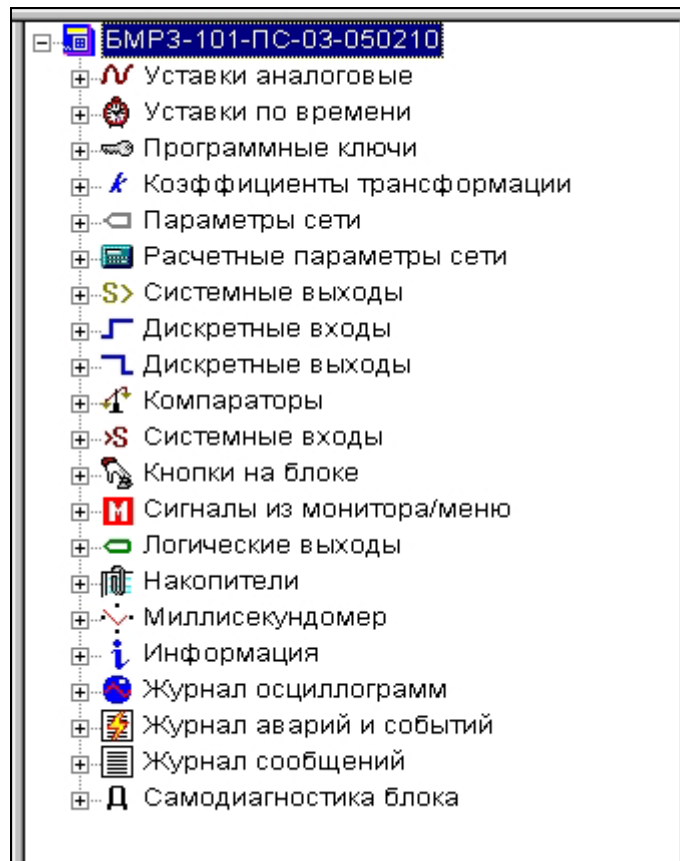 БМРЗ-101-ПС-03-050210
Уставки аналоговые
Уставки по времени
Программные ключи
k Коэффициенты трансформации
Параметры сети
Расчетные параметры сети
S> Системные выходы
Дискретные входы
Дискретные выходы
Компараторы
>S Системные входы
Кнопки на блоке
М Сигналы из монитора/меню
Логические выходы
Накопители
Миллисекундомер
i Информация
Журнал осциллограмм
Журнал аварий и событий
Журнал сообщений
Д Самодиагностика блока